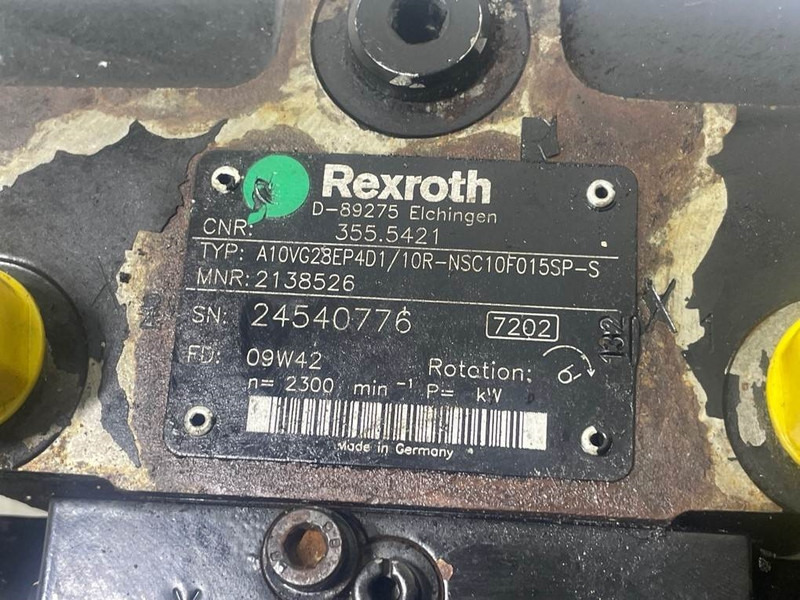 Rexroth
D-89275 Elchingen
CNR: 355.5421
TYP: A10VG28EP4D1/10R-NSC10F015SP-S
MNR: 2138526
SN: 24540776 7202
FD: 09W42 Rotation:
n= 2300 min⁻¹ P= kW
Made in Germany
132